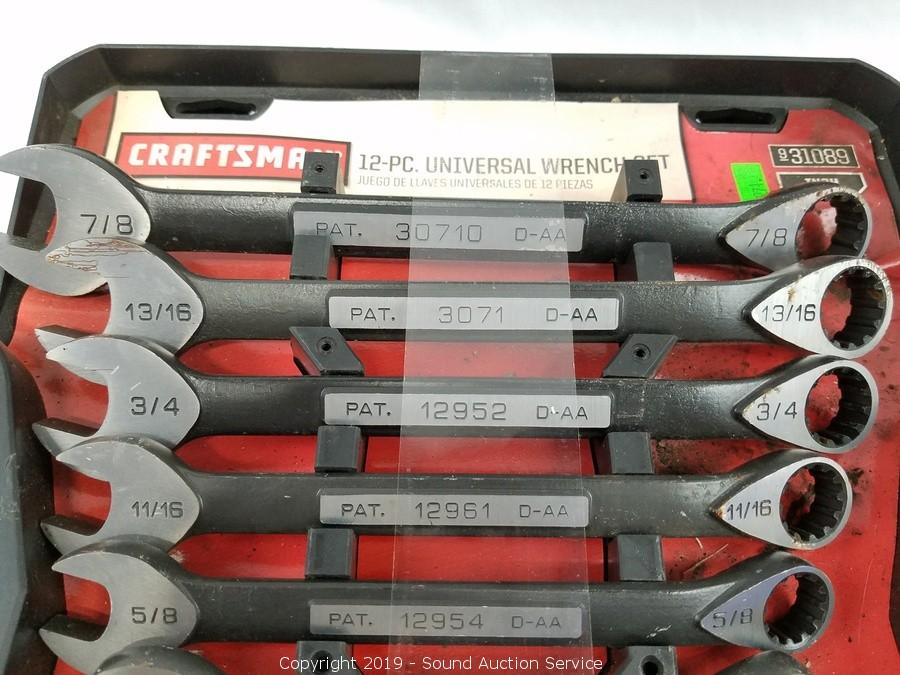 CRAFTSMAN
12-PC. UNIVERSAL WRENCH SET
JUEGO DE LLAVES UNIVERSALES DE 12 PIEZAS
931089
INCH
7/8 PAT. 30710 D-AA 7/8
13/16 PAT. 3071 D-AA 13/16
3/4 PAT. 12952 D-AA 3/4
11/16 PAT. 12961 D-AA 11/16
5/8 PAT. 12954 D-AA 5/8
Copyright 2019 - Sound Auction Service